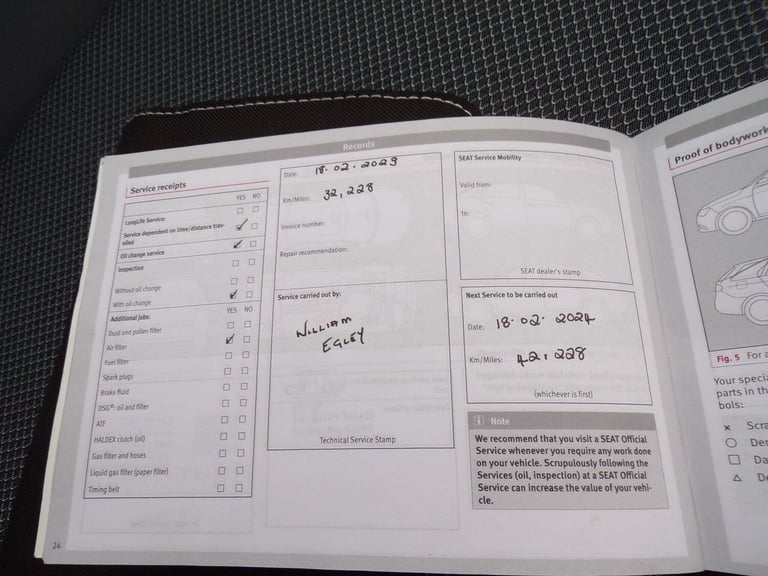 Records
Service receipts
YES NO
LongLife Service:
Service dependent on time/distance trav-
elled
Oil change service
Inspection
Without oil change
With oil change
Additional jobs: YES NO
Dust and pollen filter
Air filter
Fuel filter
Spark plugs
Brake fluid
DSG®: oil and filter
ATF
HALDEX clutch (oil)
Gas filter and hoses
Liquid gas filter (paper filter)
Timing belt
24
Date: 18.02.2023
Km/Miles: 32,228
Invoice number:
Repair recommendation:
Service carried out by:
WILLIAM
EGLEY
Technical Service Stamp
SEAT Service Mobility
Valid from:
to:
SEAT dealer's stamp
Next Service to be carried out
Date: 18.02.2024
Km/Miles: 42,228
(whichever is first)
i Note
We recommend that you visit a SEAT Official
Service whenever you require any work done
on your vehicle. Scrupulously following the
Services (oil, inspection) at a SEAT Official
Service can increase the value of your vehi-
cle.
Proof of bodywork
Fig. 5 For
Your
parts in th
bols: